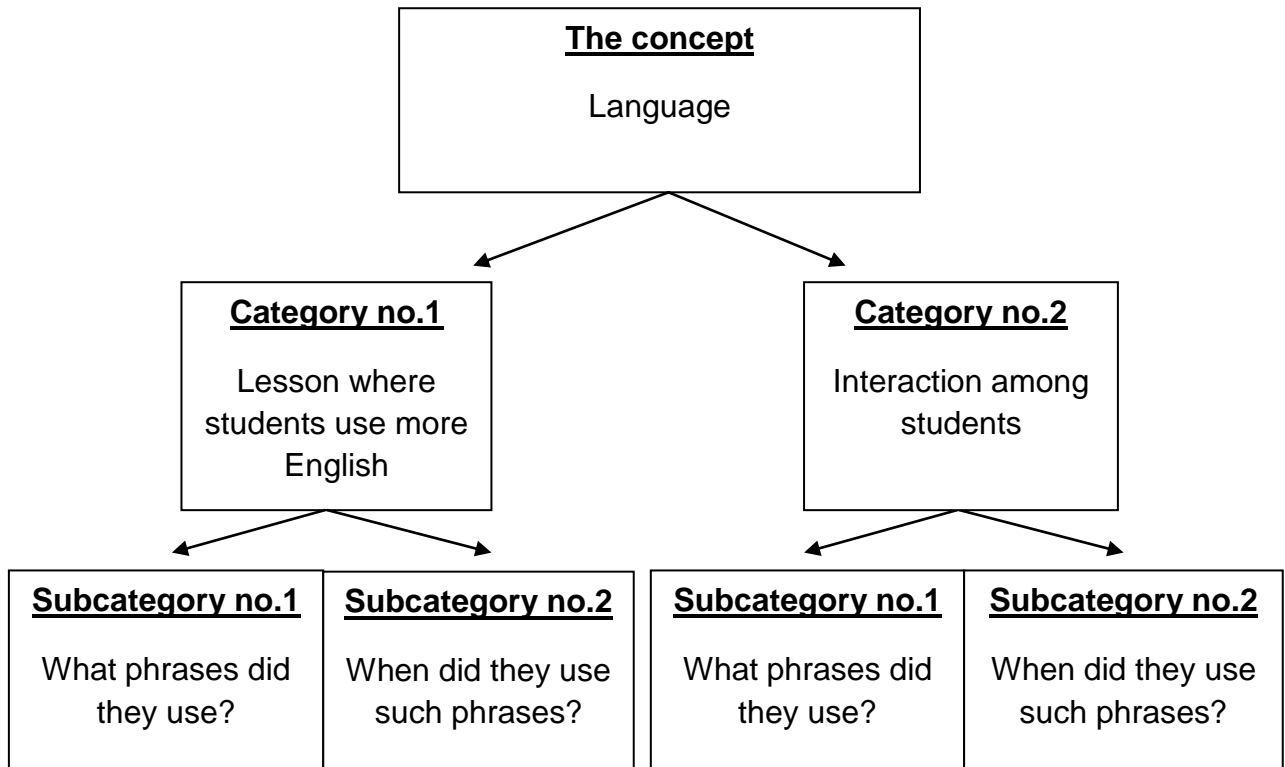 The concept
Language
Category no.1
Lesson where
students use more
English
Category no.2
Interaction among
students
Subcategory no.1
What phrases did
they use?
Subcategory no.2
When did they use
such phrases?
Subcategory no.1
What phrases did
they use?
Subcategory no.2
When did they use
such phrases?